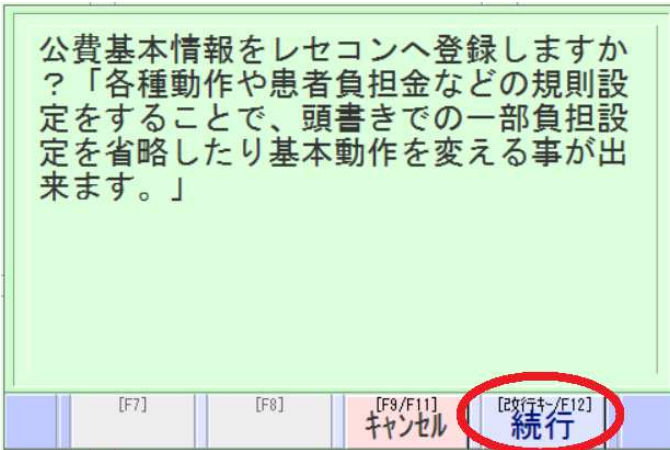 公費基本情報をレセコンへ登録しますか
？「各種動作や患者負担金などの規則設
定をすることで、頭書きでの一部負担設
定を省略したり基本動作を変える事が出
来ます。」
[F7] [F8] [F9/F11] [改行キー/F12]
キャンセル 続行